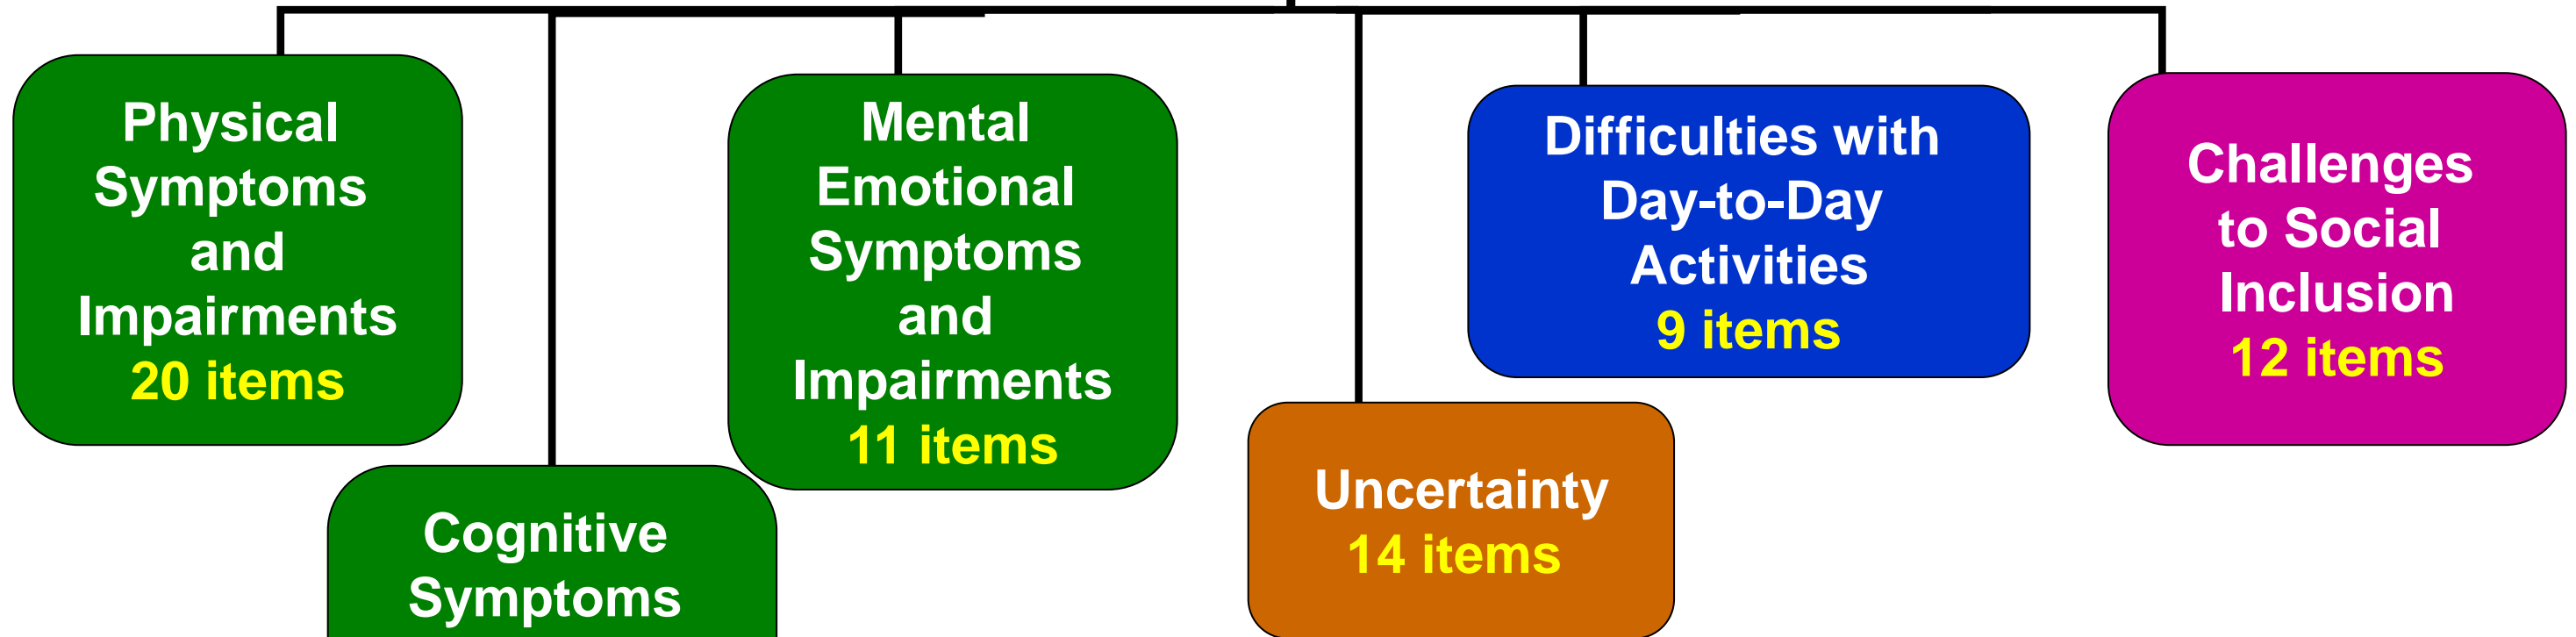 Physical
Symptoms
and
Impairments
20 items
Cognitive
Symptoms
Mental
Emotional
Symptoms
and
Impairments
11 items
Uncertainty
14 items
Difficulties with
Day-to-Day
Activities
9 items
Challenges
to Social
Inclusion
12 items